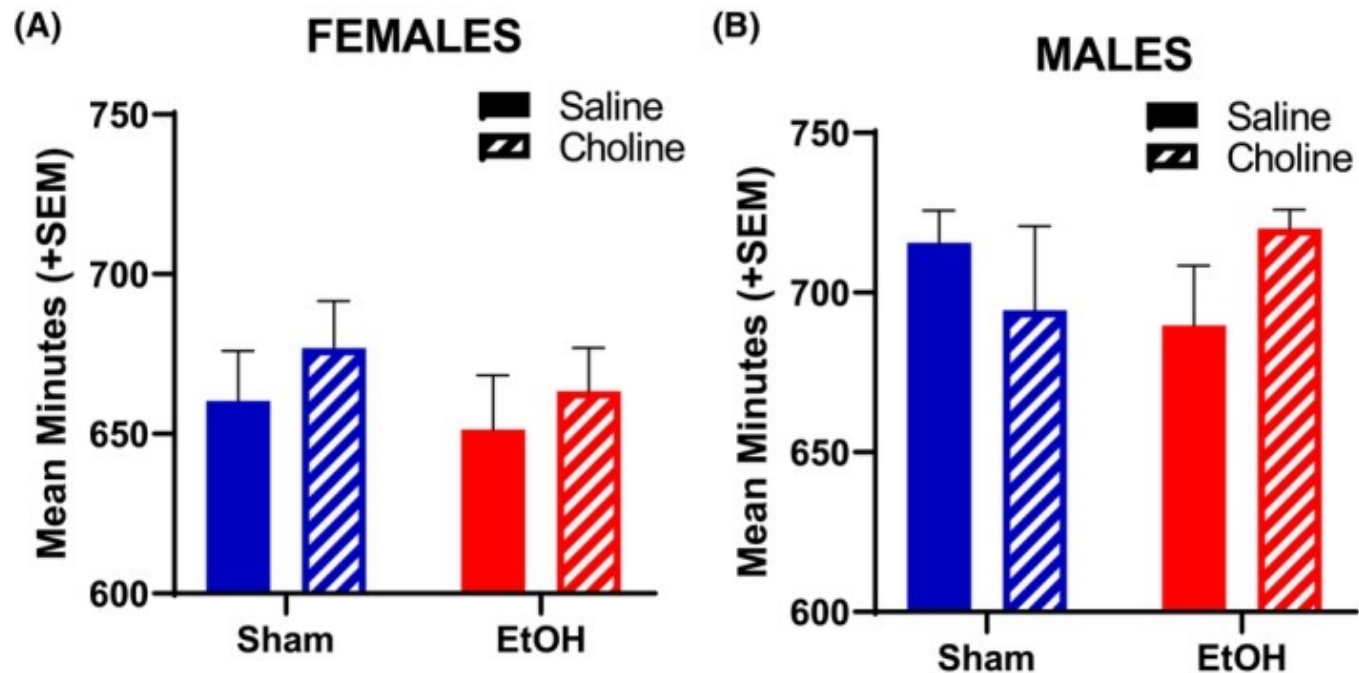 (A)
FEMALES
Saline
Choline
Mean Minutes (+SEM)
750
700
650
600
Sham
EtOH
(B)
MALES
Saline
Choline
Mean Minutes (+SEM)
750
700
650
600
Sham
EtOH